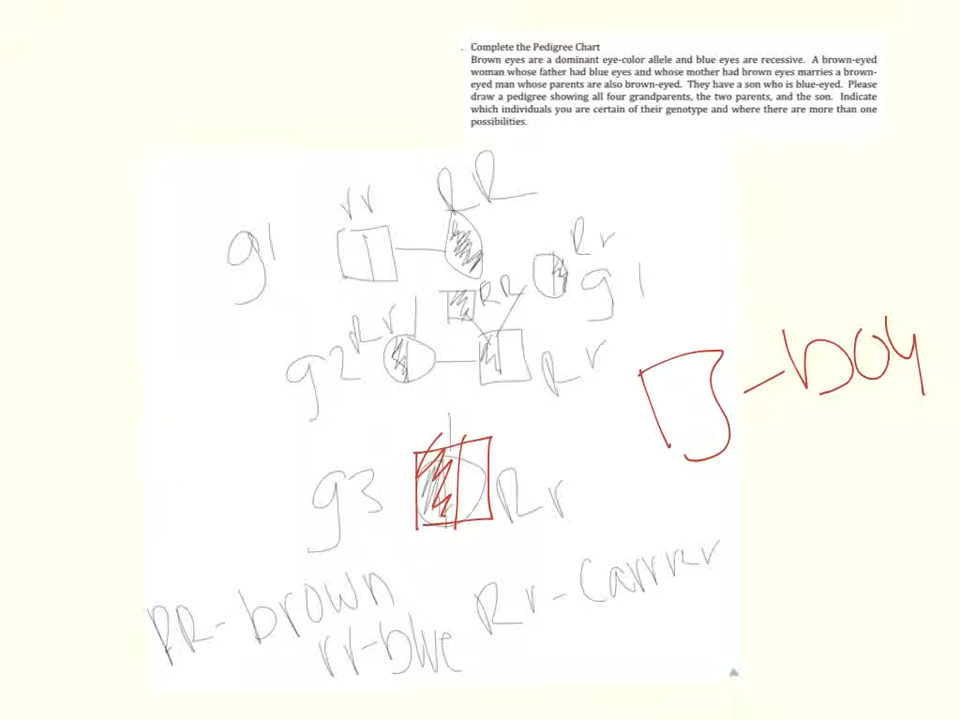 Complete the Pedigree Chart
Brown eyes are a dominant eye-color allele and blue eyes are recessive. A brown-eyed
woman whose father had blue eyes and whose mother had brown eyes marries a brown-
eyed man whose parents are also brown-eyed. They have a son who is blue-eyed. Please
draw a pedigree showing all four grandparents, the two parents, and the son. Indicate
which individuals you are certain of their genotype and where there are more than one
possibilities.
rr RR
g1
Rr
RR g1
Rr
g2 Rr
-boy
g3 Rr
RR-brown Rr-Carrrer
rr-blue